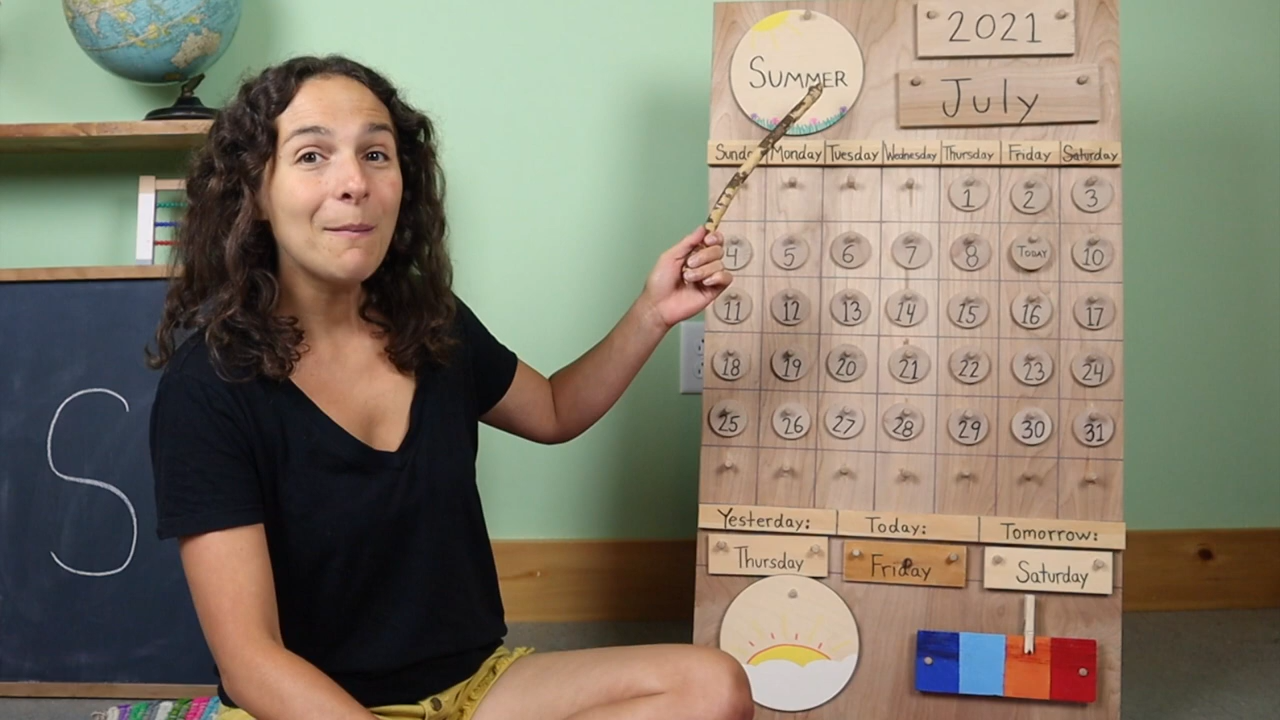 SUMMER
2021
July
Monday Tuesday Wednesday Thursday Friday Saturday
1 2 3
4 5 6 7 8 TODAY 10
11 12 13 14 15 16 17
18 19 20 21 22 23 24
25 26 27 28 29 30 31
Yesterday: Today: Tomorrow:
Thursday Friday Saturday
S